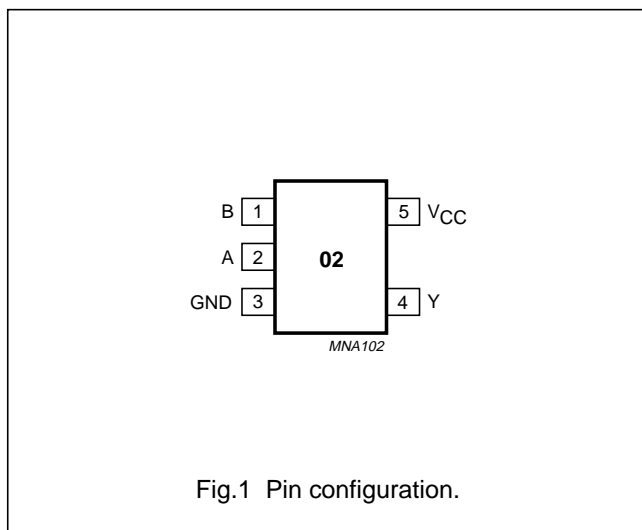 B 1 5 VCC
A 2 02
GND 3 4 Y
MNA102
Fig.1 Pin configuration.